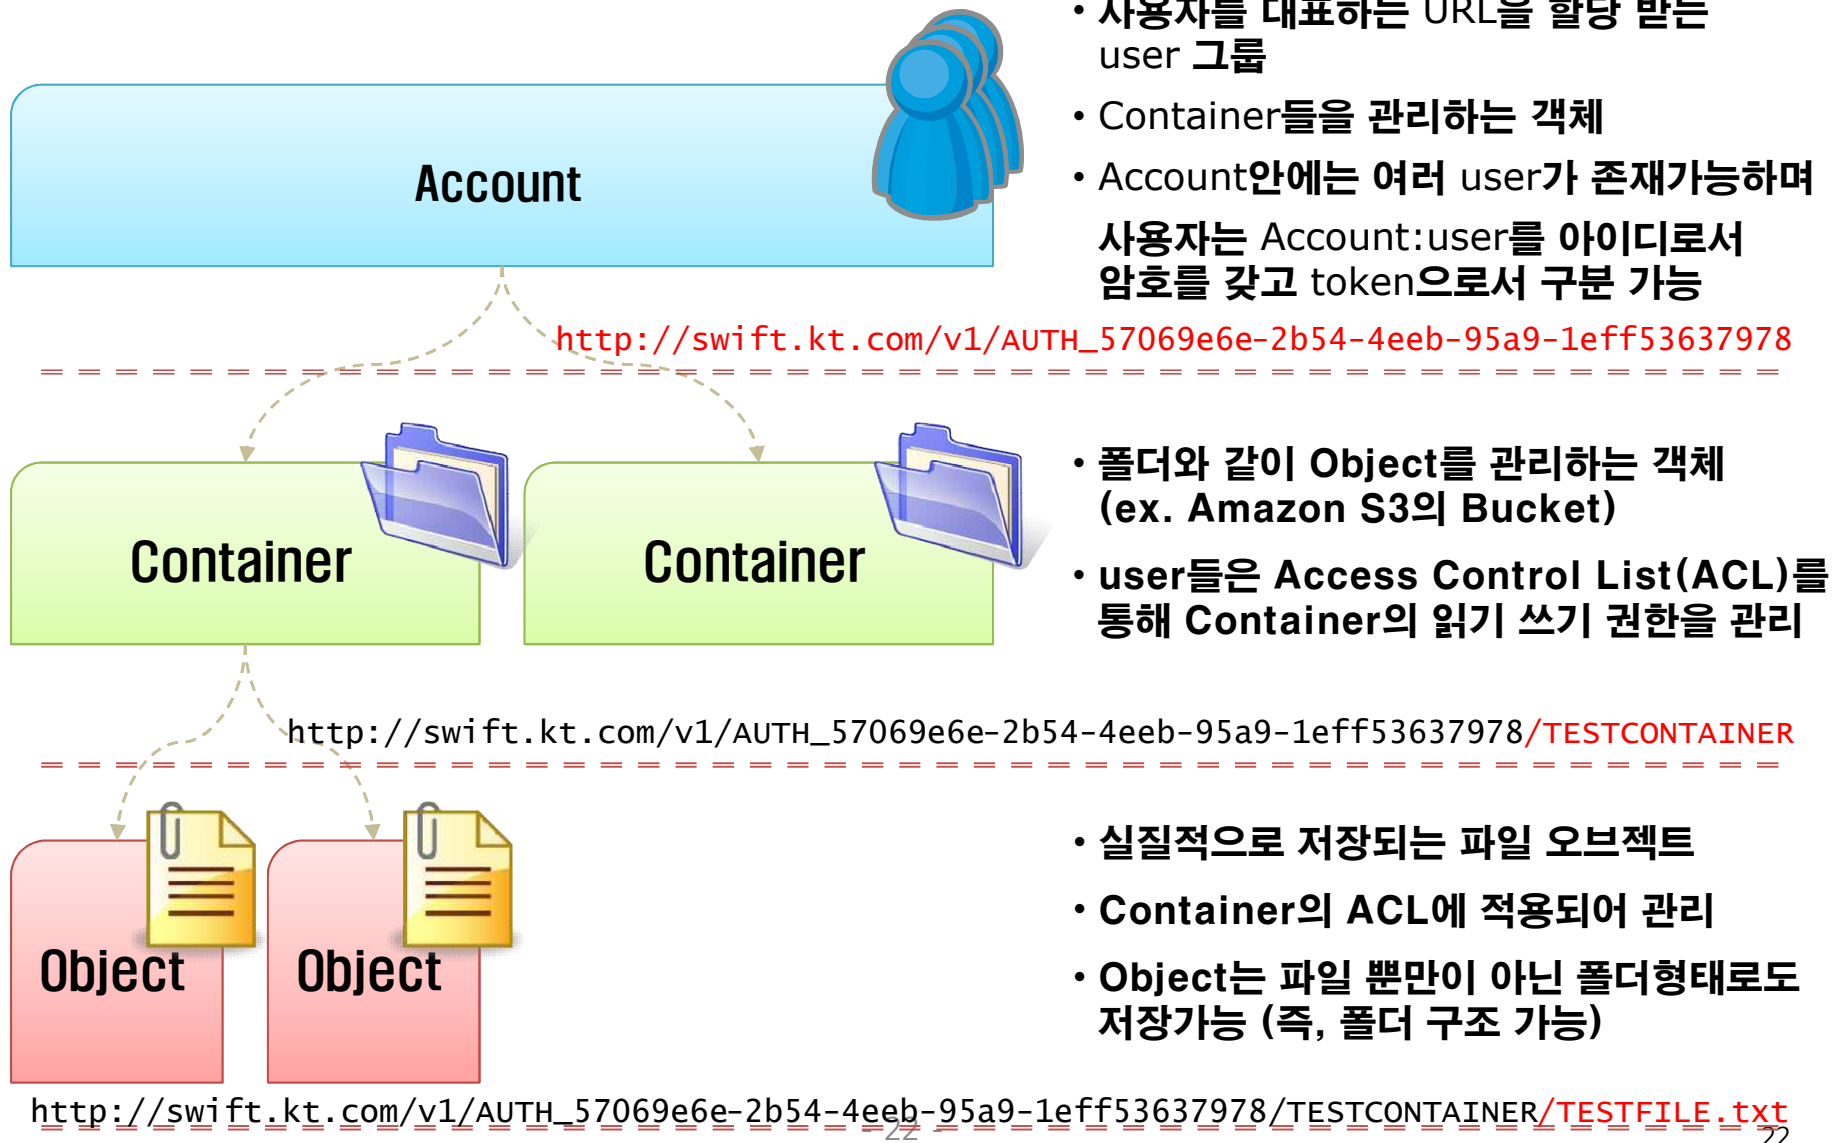 • 사용자를 대표하는 URL을 할당 받는
user 그룹
• Container들을 관리하는 객체
Account
• Account안에는 여러 user가 존재가능하며
사용자는 Account:user를 아이디로서
암호를 갖고 token으로서 구분 가능
http://swift.kt.com/v1/AUTH_57069e6e-2b54-4eeb-95a9-1eff53637978
• 폴더와 같이 Object를 관리하는 객체
(ex. Amazon S3의 Bucket)
Container
Container
• user들은 Access Control List(ACL)를
통해 Container의 읽기 쓰기 권한을 관리
http://swift.kt.com/v1/AUTH_57069e6e-2b54-4eeb-95a9-1eff53637978/TESTCONTAINER
• 실질적으로 저장되는 파일 오브젝트
• Container의 ACL에 적용되어 관리
Object
Object
• Object는 파일 뿐만이 아닌 폴더형태로도
저장가능 (즉, 폴더 구조 가능)
http://swift.kt.com/v1/AUTH_57069e6e-2b54-4eeb-95a9-1eff53637978/TESTCONTAINER/TESTFILE.txt
- 22 -
22